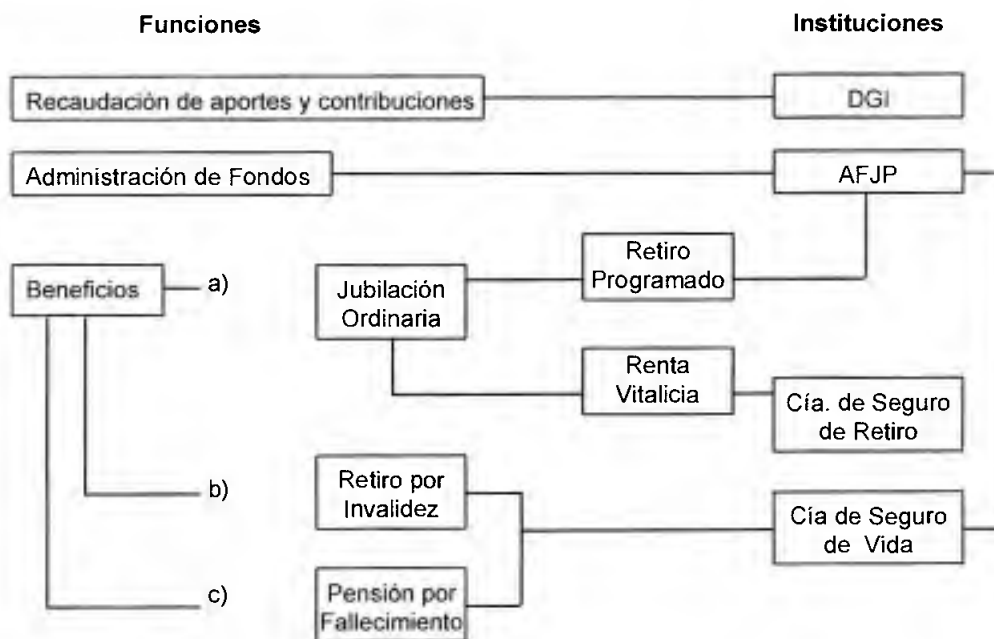 Funciones
Instituciones
Recaudación de aportes y contribuciones
DGI
Administración de Fondos
AFJP
Beneficios
a)
Jubilación
Ordinaria
Retiro
Programado
Renta
Vitalicia
Cía. de Seguro
de Retiro
b)
Retiro por
Invalidez
Cía de Seguro
de Vida
c)
Pensión por
Fallecimiento